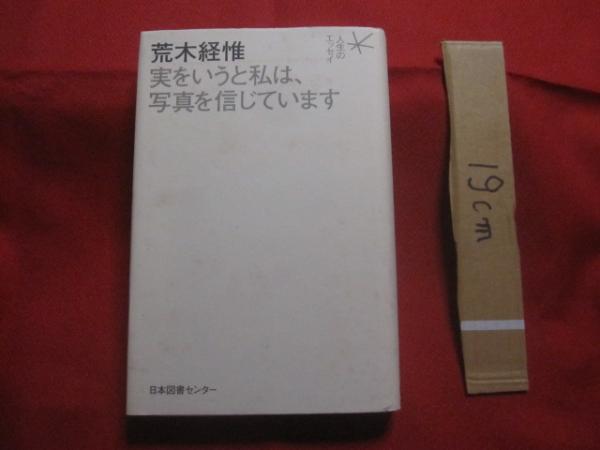 荒木経惟
実をいうと私は、
写真を信じています
人生の
エッセイ
日本図書センター
19cm